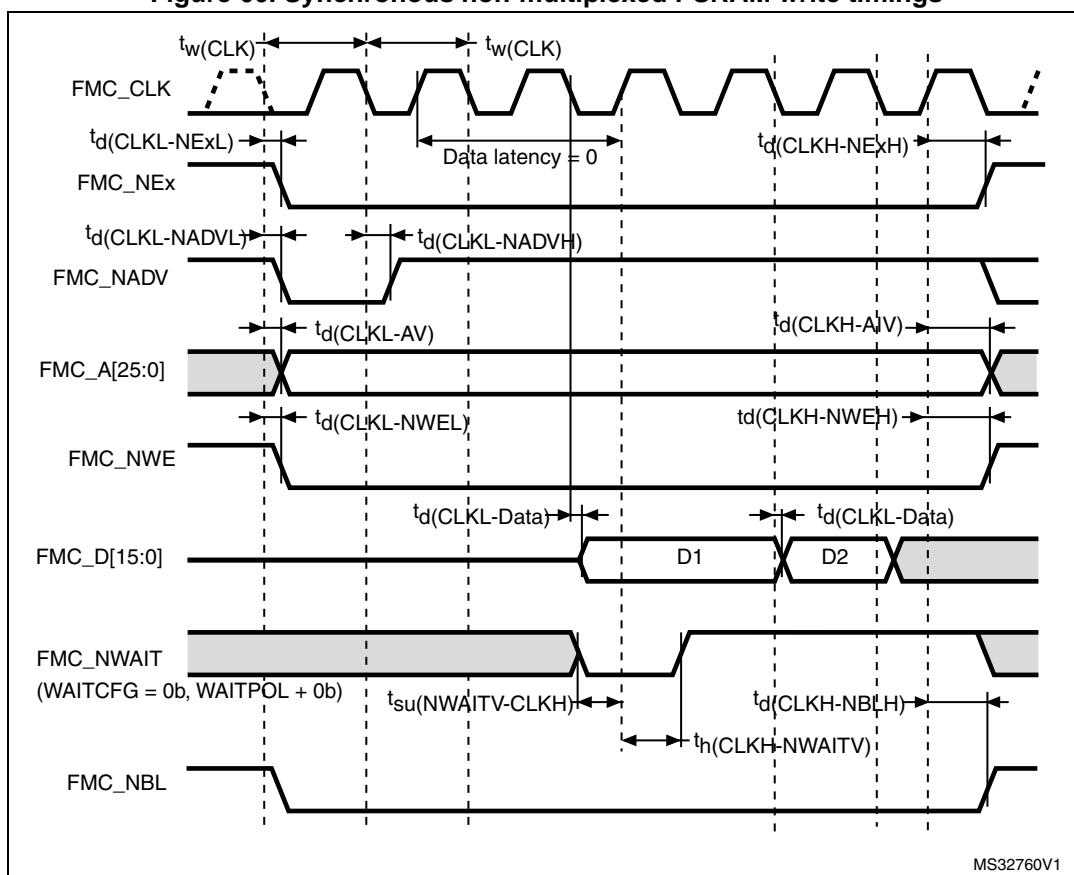 Figure 60. Synchronous non-multiplexed PSRAM write timings
tw(CLK) tw(CLK)
FMC_CLK
td(CLKL-NExL) Data latency = 0 td(CLKH-NExH)
FMC_NEx
td(CLKL-NADVL) td(CLKL-NADVH)
FMC_NADV
td(CLKL-AV) td(CLKH-AIV)
FMC_A[25:0]
td(CLKL-NWEL) td(CLKH-NWEH)
FMC_NWE
td(CLKL-Data) td(CLKL-Data)
FMC_D[15:0] D1 D2
FMC_NWAIT
(WAITCFG = 0b, WAITPOL + 0b) tsu(NWAITV-CLKH) td(CLKH-NBLH)
th(CLKH-NWAITV)
FMC_NBL
MS32760V1